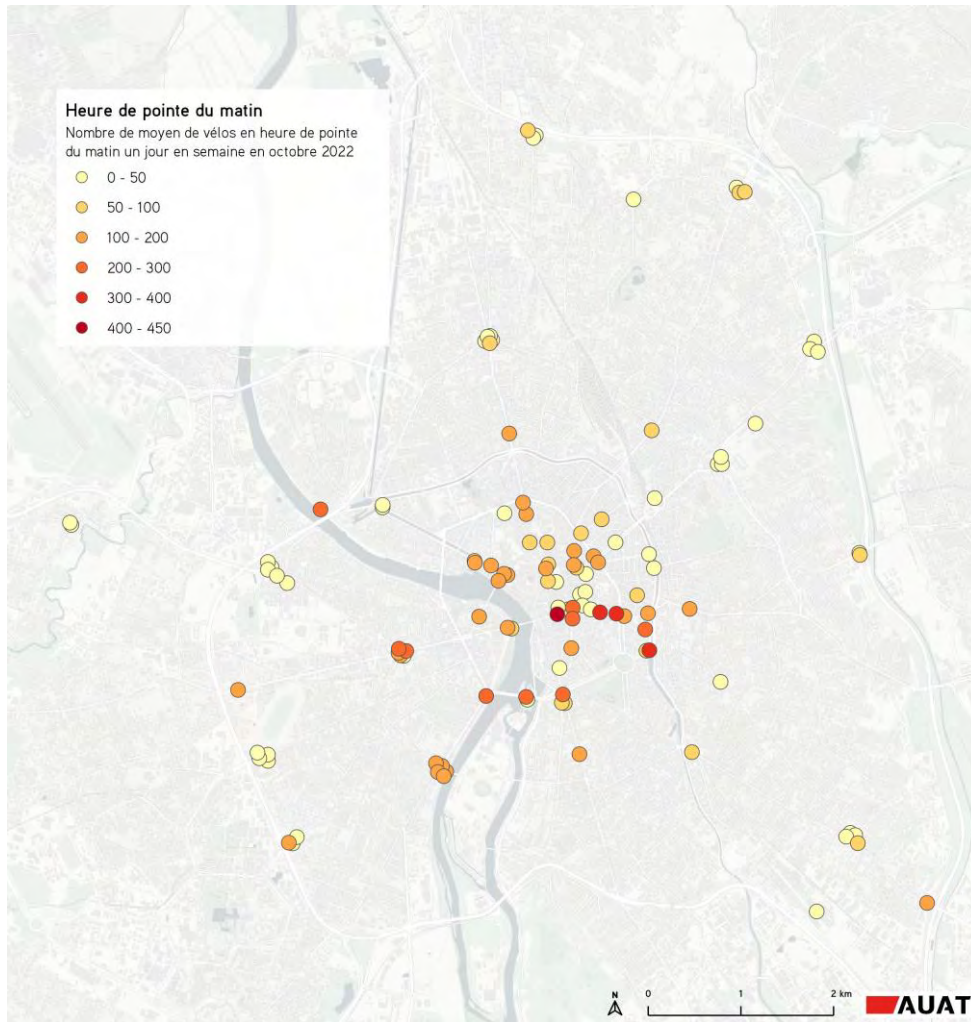 Heure de pointe du matin
Nombre de moyen de vélos en heure de pointe
du matin un jour en semaine en octobre 2022
0 - 50
50 - 100
100 - 200
200 - 300
300 - 400
400 - 450
N
0 1 2 km
AUAT